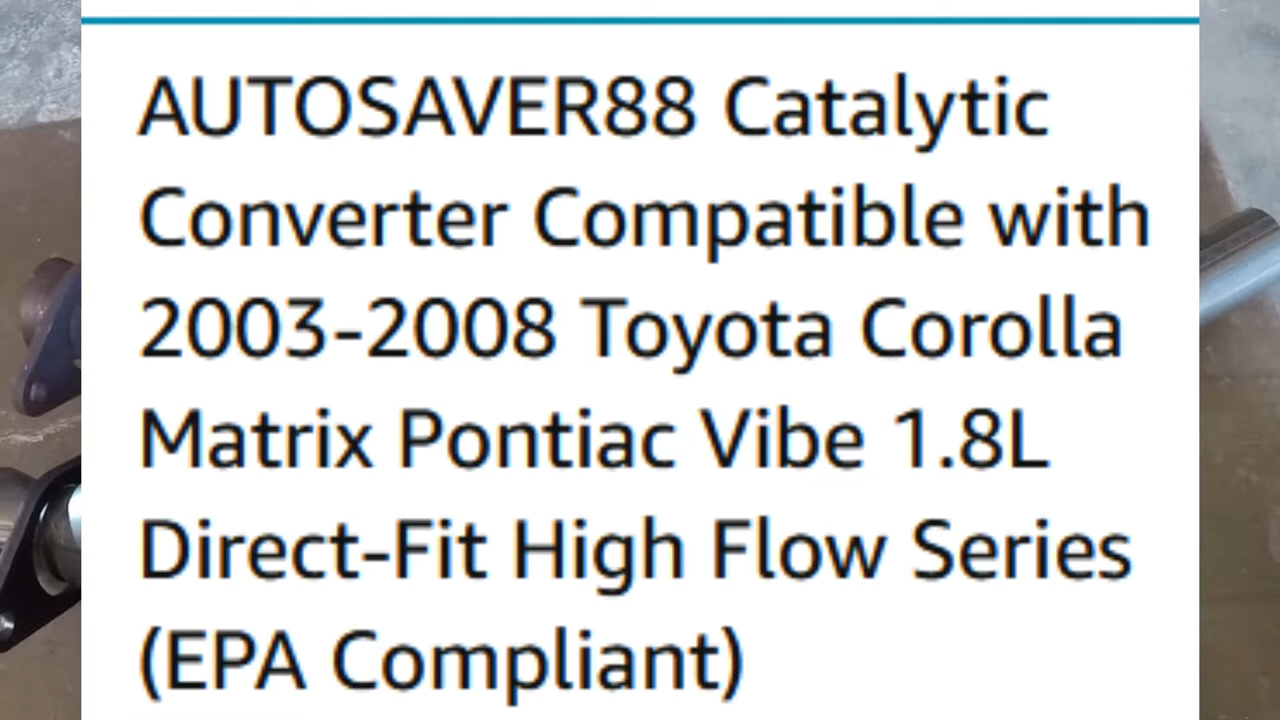 AUTOSAVER88 Catalytic
Converter Compatible with
2003-2008 Toyota Corolla
Matrix Pontiac Vibe 1.8L
Direct-Fit High Flow Series
(EPA Compliant)